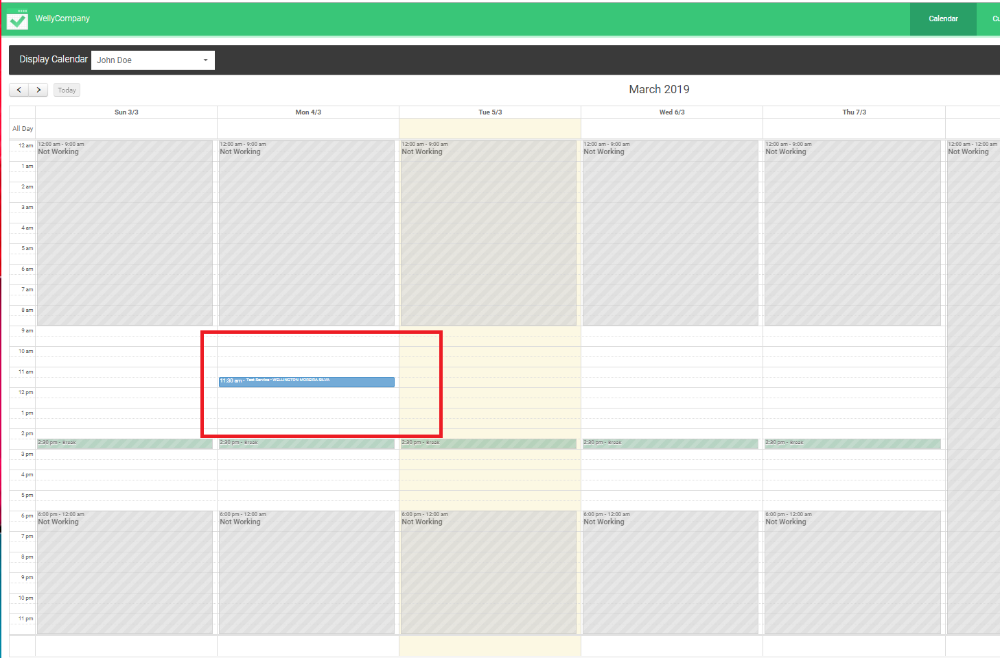 WellyCompany
Calendar
Display Calendar
John Doe
Today
March 2019
Sun 3/3
Mon 4/3
Tue 5/3
Wed 6/3
Thu 7/3
All Day
12:00 am - 9:00 am
Not Working
12:00 am - 9:00 am
Not Working
12:00 am - 9:00 am
Not Working
12:00 am - 9:00 am
Not Working
12:00 am - 9:00 am
Not Working
12:00 am - 12:00 am
Not Working
12 am
1 am
2 am
3 am
4 am
5 am
6 am
7 am
8 am
9 am
10 am
11 am
11:30 am - Test Service - WELLINGTON MOREIRA SILVA
12 pm
1 pm
2 pm
2:30 pm - Break
2:30 pm - Break
2:30 pm - Break
2:30 pm - Break
2:30 pm - Break
3 pm
4 pm
5 pm
6 pm
6:00 pm - 12:00 am
Not Working
6:00 pm - 12:00 am
Not Working
6:00 pm - 12:00 am
Not Working
6:00 pm - 12:00 am
Not Working
6:00 pm - 12:00 am
Not Working
7 pm
8 pm
9 pm
10 pm
11 pm